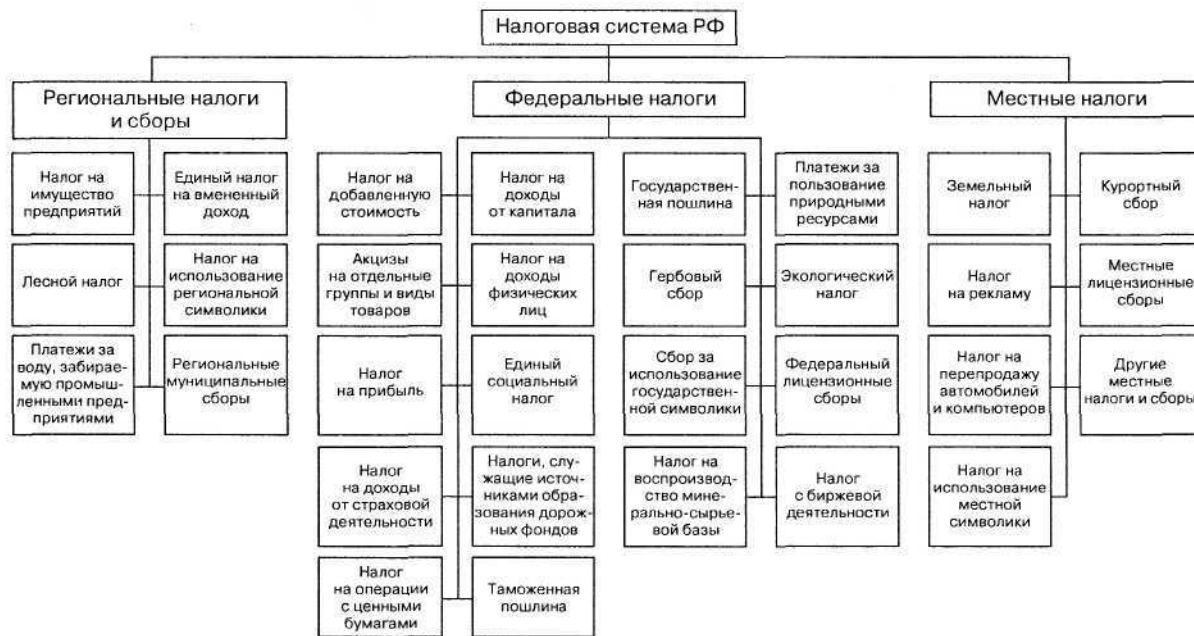 Налоговая система РФ
Региональные налоги
и сборы
Налог на
имущество
предприятий
Единый налог
на вмененный
доход
Лесной налог
Налог на
использование
региональной
символики
Платежи за
воду, забирае-
мую промыш-
ленными пред-
приятиями
Региональные
муниципальные
сборы
Федеральные налоги
Налог на
добавленную
стоимость
Налог на
доходы
от капитала
Акцизы
на отдельные
группы и виды
товаров
Налог на
доходы
физических
лиц
Налог
на прибыль
Единый
социальный
налог
Налог
на доходы
от страховой
деятельности
Налоги, слу-
жащие источ-
никами обра-
зования дорож-
ных фондов
Налог
на операции
с ценными
бумагами
Таможенная
пошлина
Государствен-
ная пошлина
Платежи за
пользование
природными
ресурсами
Гербовый
сбор
Экологический
налог
Сбор за
использование
государствен-
ной символики
Федеральный
лицензионные
сборы
Налог на
воспроизвод-
ство мине-
рально-сырье-
вой базы
Налог
с биржевой
деятельности
Местные налоги
Земельный
налог
Курортный
сбор
Налог
на рекламу
Местные
лицензионные
сборы
Налог на
перепродажу
автомобилей
и компьютеров
Другие
местные
налоги и сборы
Налог на
использование
местной
символики